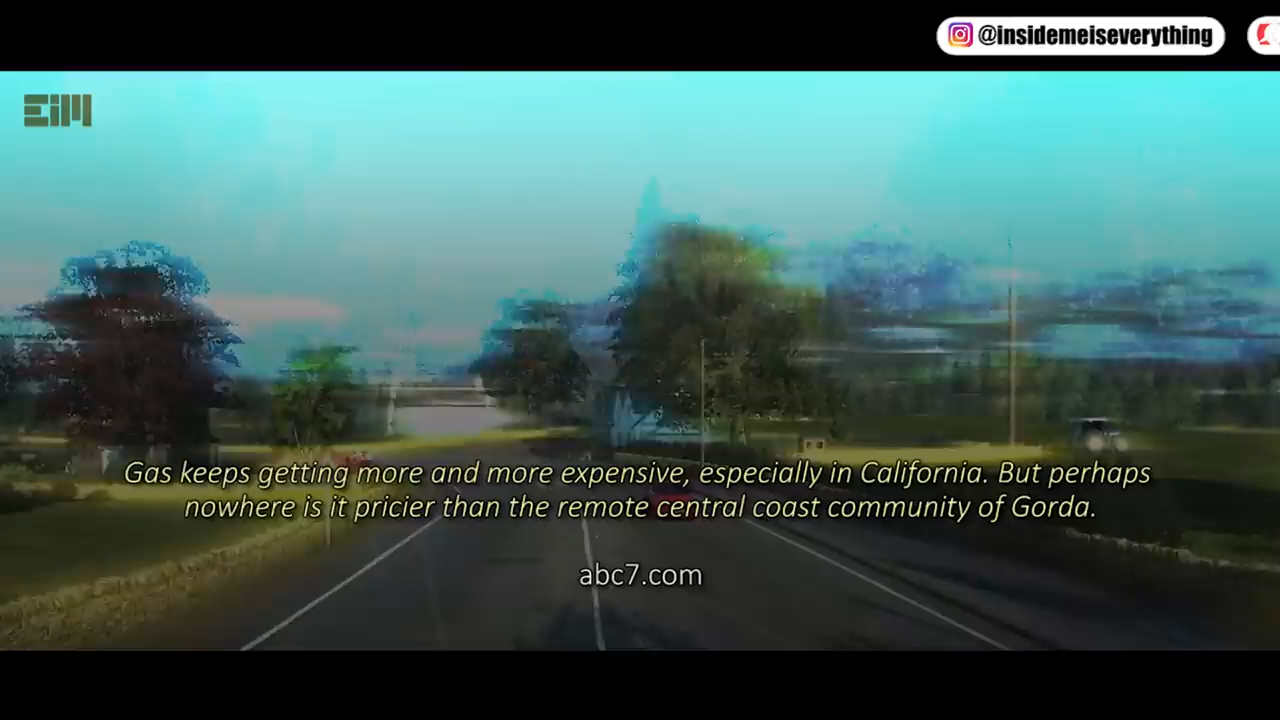 @insidemeiseverything
EiM
Gas keeps getting more and more expensive, especially in California. But perhaps
nowhere is it pricier than the remote central coast community of Gorda.
abc7.com